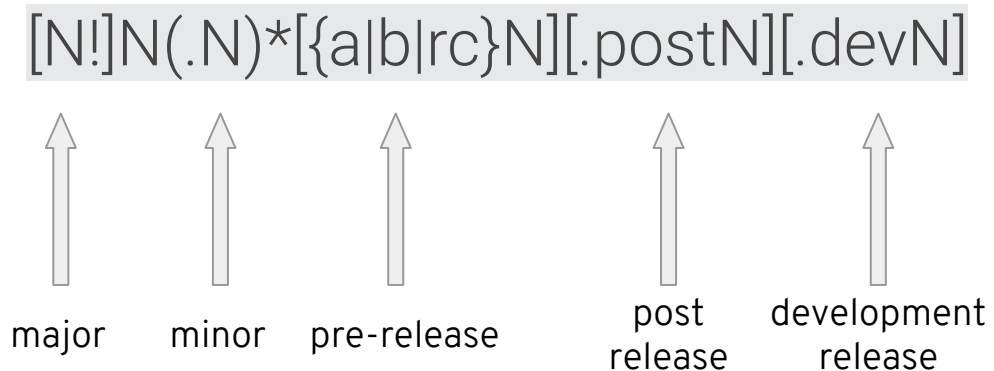 [N!]N(.N)*[{a|b|rc}N][.postN][.devN]
major
minor
pre-release
post
release
development
release